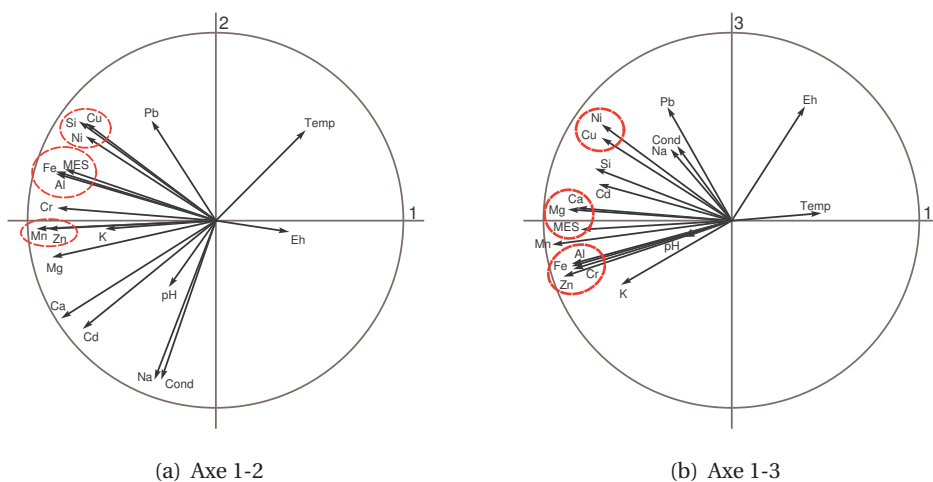 2
Si
Cu
Pb
Temp
Ni
Fe
MES
Al
Cr
1
Mn
Zn
K
Eh
Mg
pH
Ca
Cd
Na
Cond
(a) Axe 1-2
3
Pb
Eh
Ni
Cu
Cond
Na
Si
Cd
Ca
Mg
Temp
1
MES
Mn
pH
Al
Fe
Cr
Zn
K
(b) Axe 1-3